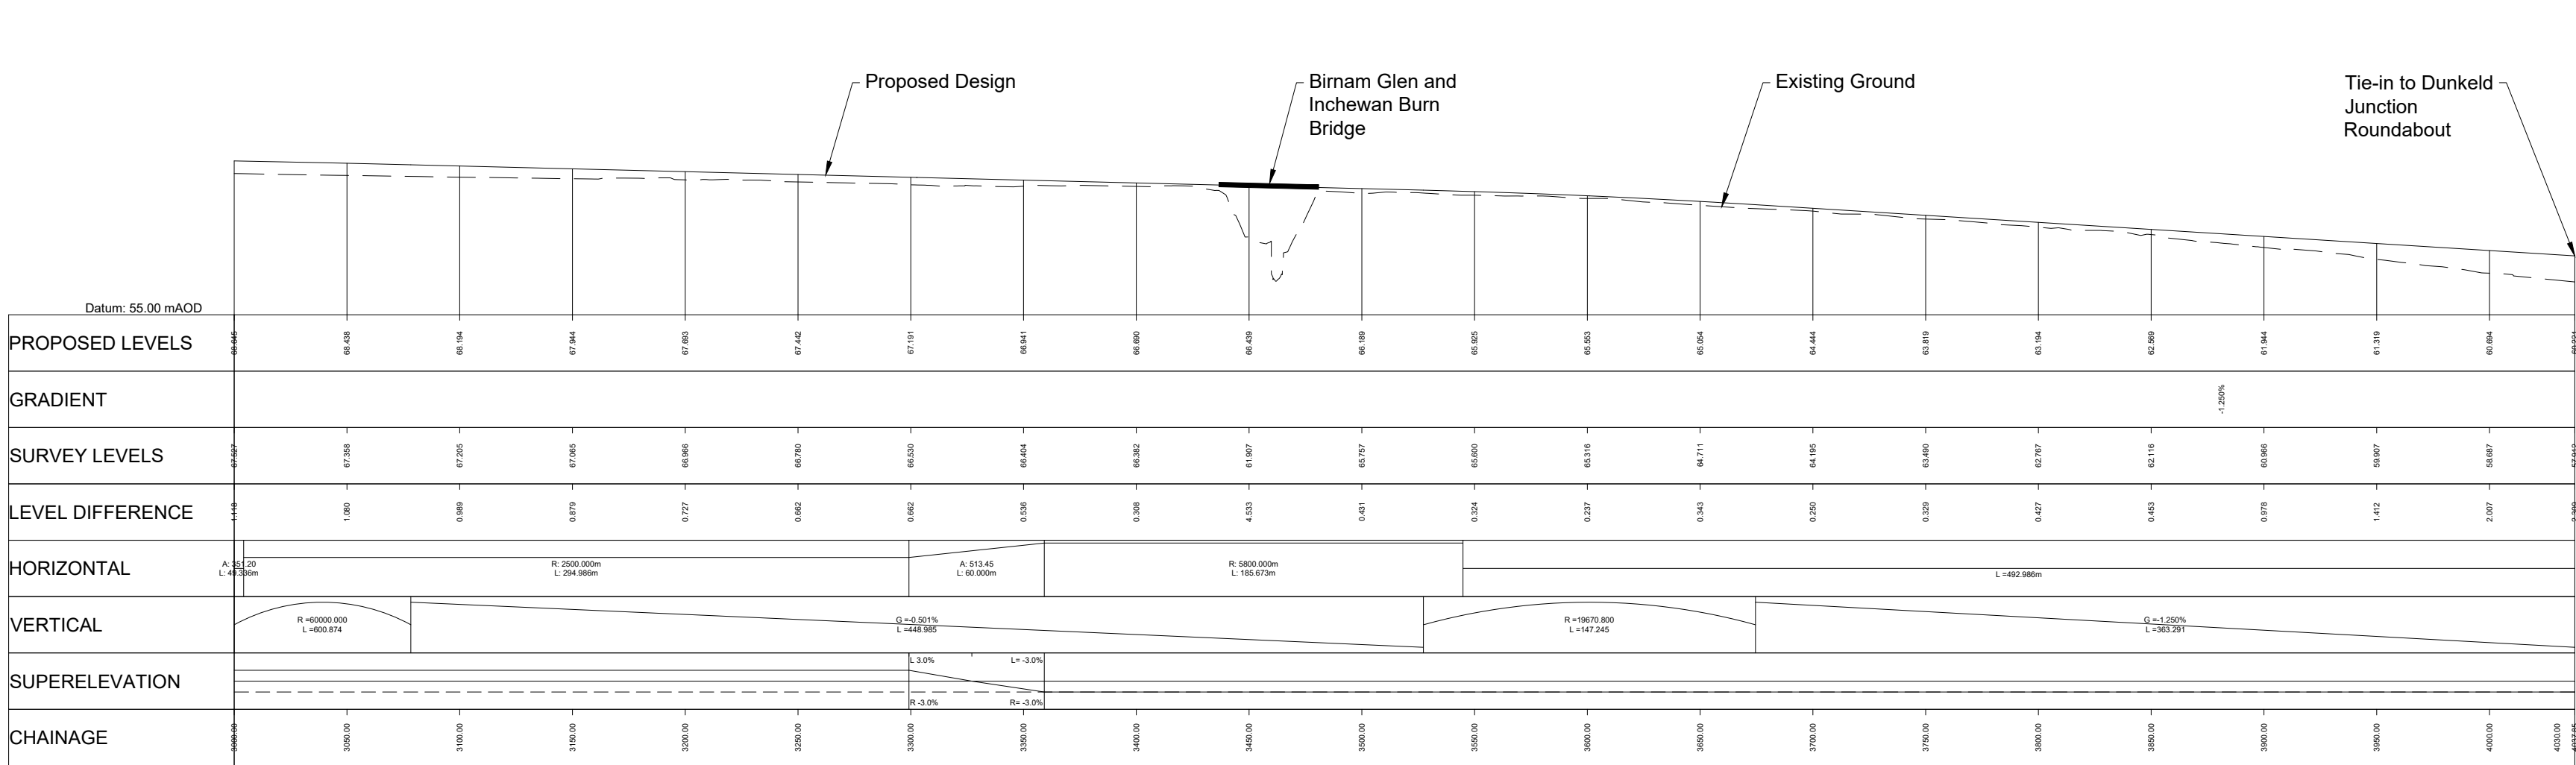 Proposed Design
Birnam Glen and
Inchewan Burn
Bridge
Existing Ground
Tie-in to Dunkeld
Junction
Roundabout
Datum: 55.00 mAOD
PROPOSED LEVELS
68.645 68.438 68.194 67.944 67.693 67.442 67.191 66.941 66.690 66.439 66.189 65.925 65.553 65.054 64.444 63.819 63.194 62.569 61.944 61.319 60.694
GRADIENT
-1.250%
SURVEY LEVELS
67.527 67.358 67.205 67.065 66.966 66.780 66.530 66.404 66.382 61.907 65.757 65.600 65.316 64.711 64.195 63.490 62.767 62.116 60.966 59.907 58.687
LEVEL DIFFERENCE
1.118 1.080 0.989 0.879 0.727 0.662 0.662 0.536 0.308 4.533 0.431 0.324 0.237 0.343 0.250 0.329 0.427 0.453 0.978 1.412 2.007
HORIZONTAL
A: 351.20
L: 49.336m
R: 2500.000m
L: 294.986m
A: 513.45
L: 60.000m
R: 5800.000m
L: 185.673m
L =492.986m
VERTICAL
R =60000.000
L =600.874
G =-0.501%
L =448.985
R =19670.800
L =147.245
G =-1.250%
L =363.291
SUPERELEVATION
L 3.0% L= -3.0%
R -3.0% R= -3.0%
CHAINAGE
3000.00 3050.00 3100.00 3150.00 3200.00 3250.00 3300.00 3350.00 3400.00 3450.00 3500.00 3550.00 3600.00 3650.00 3700.00 3750.00 3800.00 3850.00 3900.00 3950.00 4000.00 4030.00